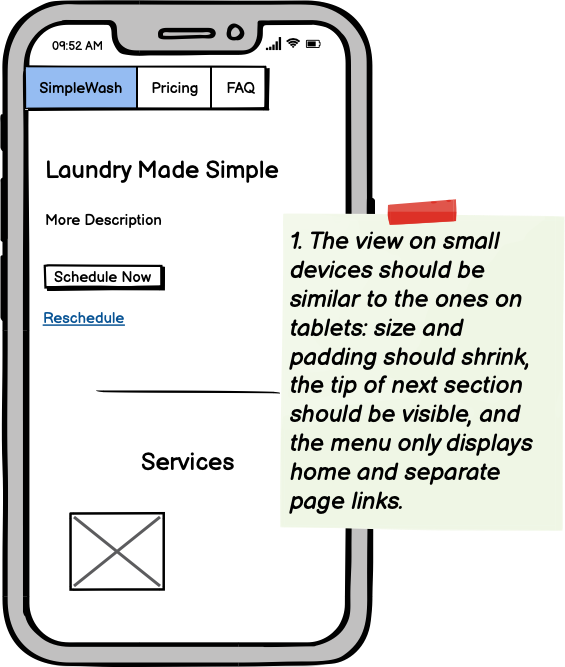 09:52 AM
SimpleWash Pricing FAQ
Laundry Made Simple
More Description
Schedule Now
Reschedule
Services
1. The view on small
devices should be
similar to the ones on
tablets: size and
padding should shrink,
the tip of next section
should be visible, and
the menu only displays
home and separate
page links.